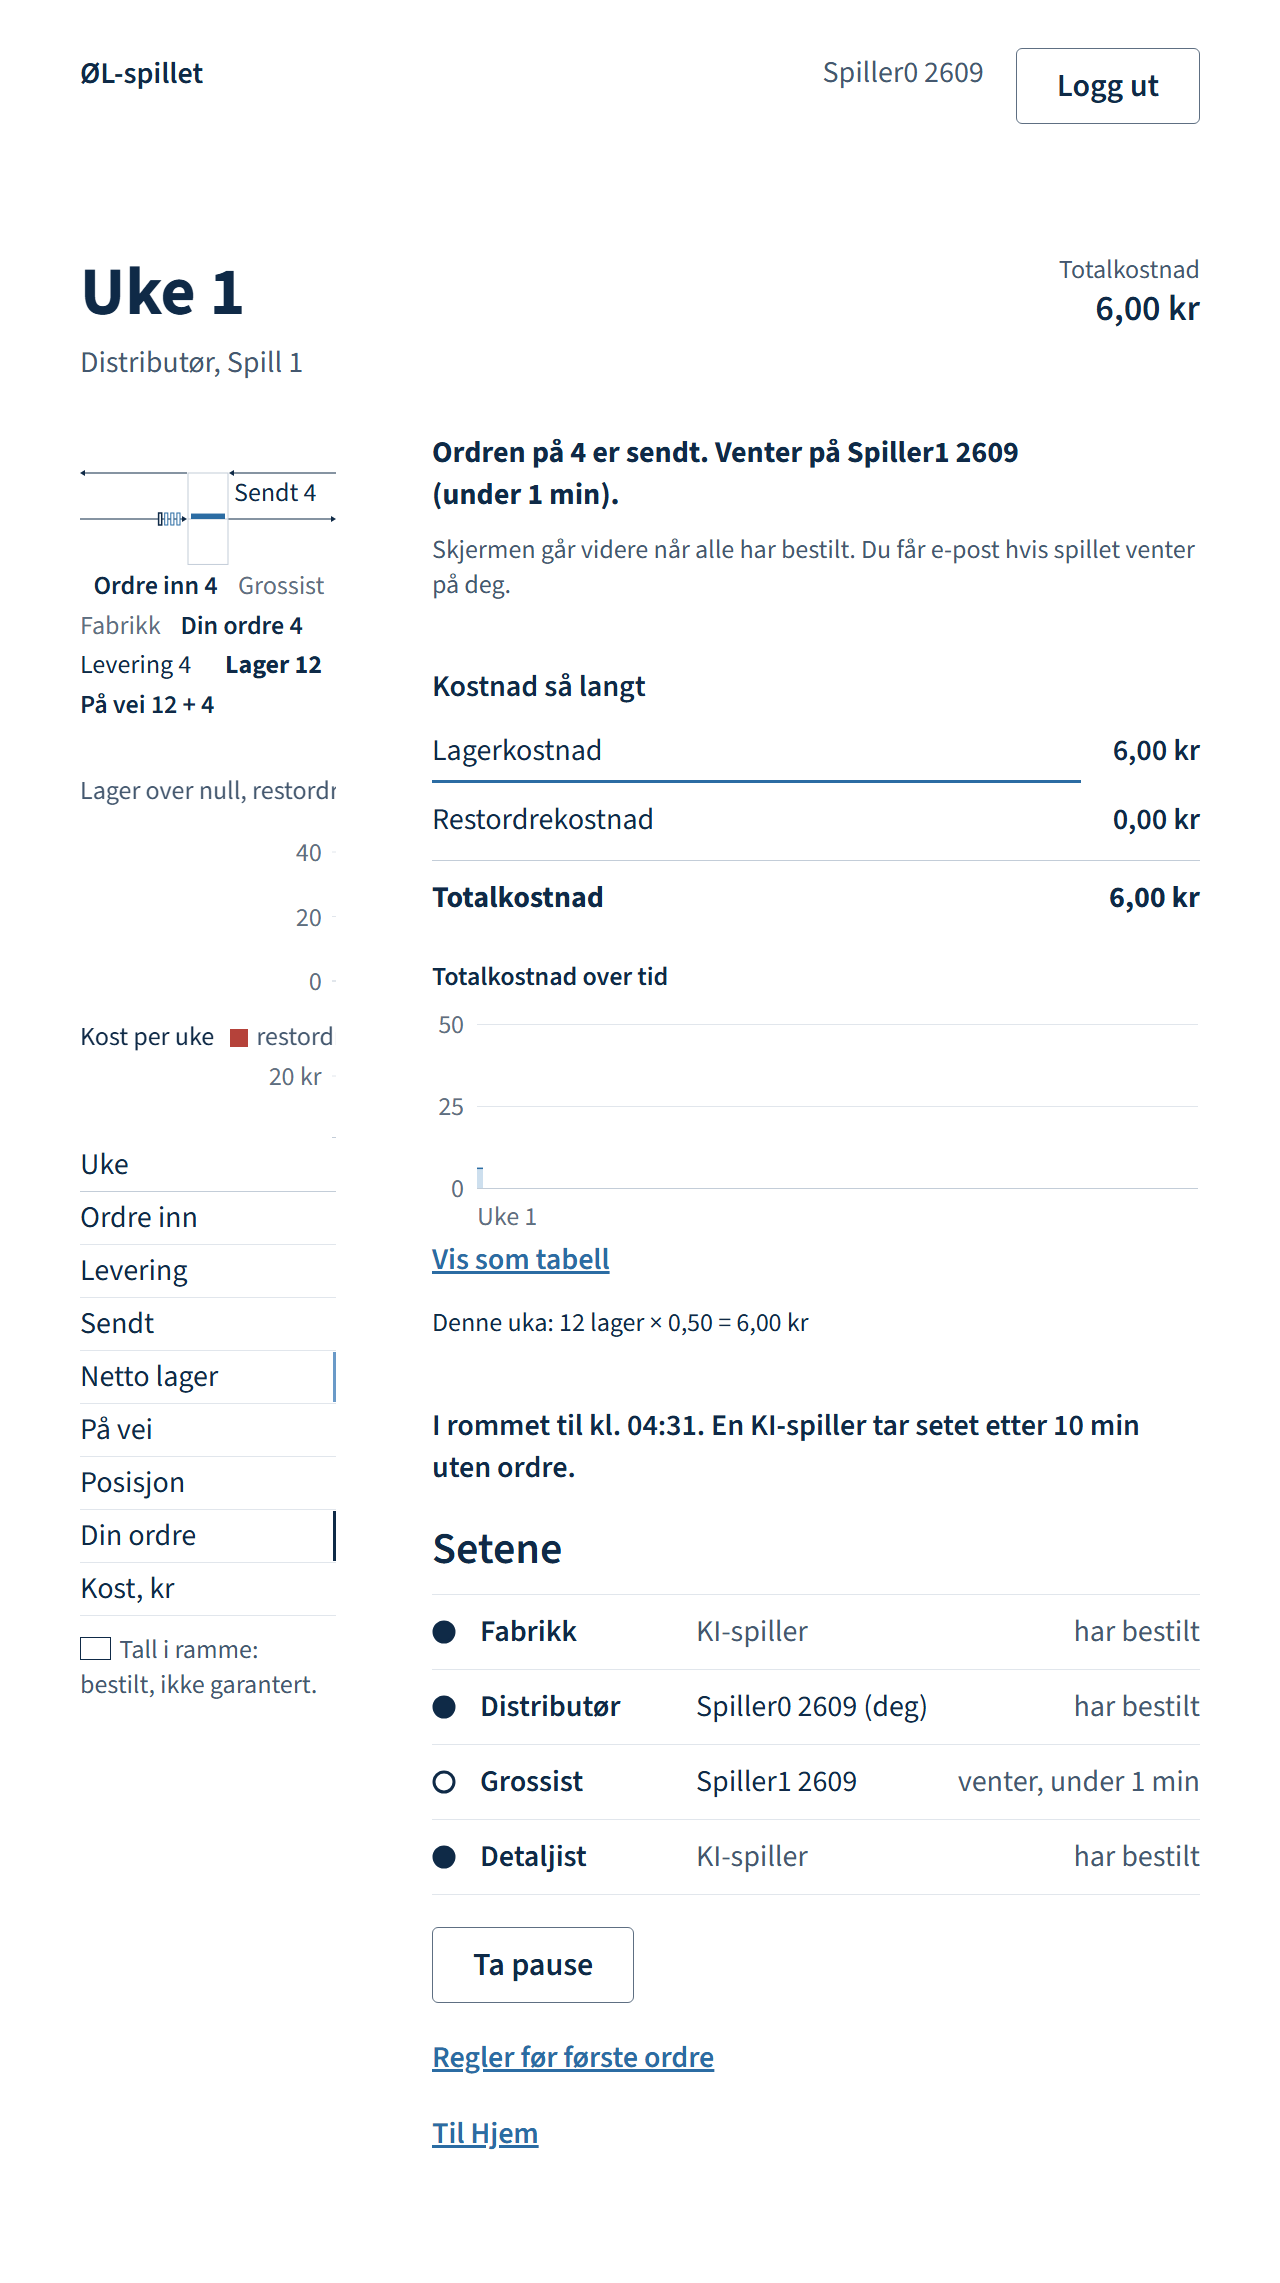 ØL-spillet
Spiller0 2609
Logg ut
Uke 1
Totalkostnad
6,00 kr
Distributør, Spill 1
Sendt 4
Ordre inn 4
Grossist
Fabrikk
Din ordre 4
Levering 4
Lager 12
På vei 12 + 4
Lager over null, restordr
40
20
0
Kost per uke
restord
20 kr
Uke
Ordre inn
Levering
Sendt
Netto lager
På vei
Posisjon
Din ordre
Kost, kr
Tall i ramme:
bestilt, ikke garantert.
Ordren på 4 er sendt. Venter på Spiller1 2609
(under 1 min).
Skjermen går videre når alle har bestilt. Du får e-post hvis spillet venter
på deg.
Kostnad så langt
Lagerkostnad 6,00 kr
Restordrekostnad 0,00 kr
Totalkostnad 6,00 kr
Totalkostnad over tid
50
25
0
Uke 1
Vis som tabell
Denne uka: 12 lager × 0,50 = 6,00 kr
I rommet til kl. 04:31. En KI-spiller tar setet etter 10 min
uten ordre.
Setene
Fabrikk KI-spiller har bestilt
Distributør Spiller0 2609 (deg) har bestilt
Grossist Spiller1 2609 venter, under 1 min
Detaljist KI-spiller har bestilt
Ta pause
Regler før første ordre
Til Hjem